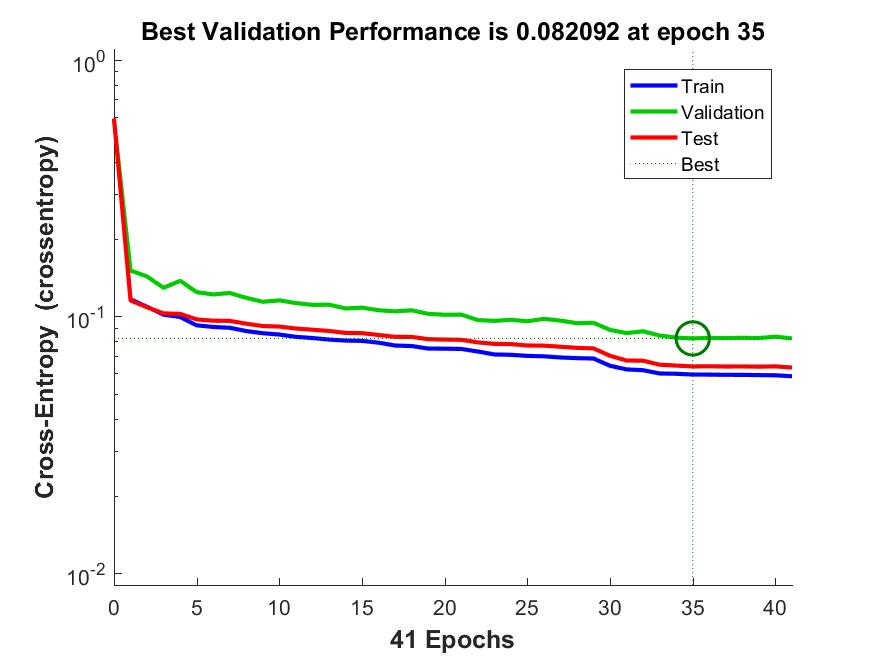 Best Validation Performance is 0.082092 at epoch 35
10^0
10^-1
10^-2
Cross-Entropy (crossentropy)
Train
Validation
Test
Best
0 5 10 15 20 25 30 35 40
41 Epochs